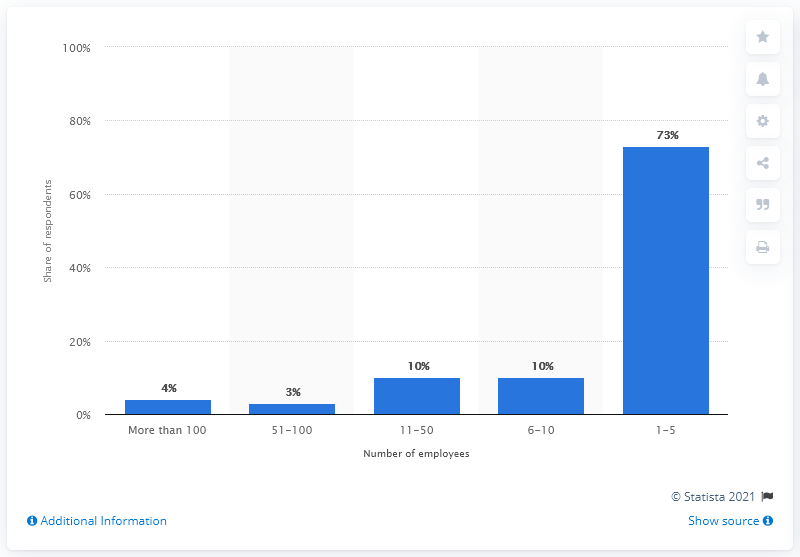 100%
80%
60%
40%
20%
0%
Share of respondents
4%
3%
10%
10%
73%
More than 100
51–100
11–50
6–10
1–5
Number of employees
© Statista 2021
Additional Information
Show source